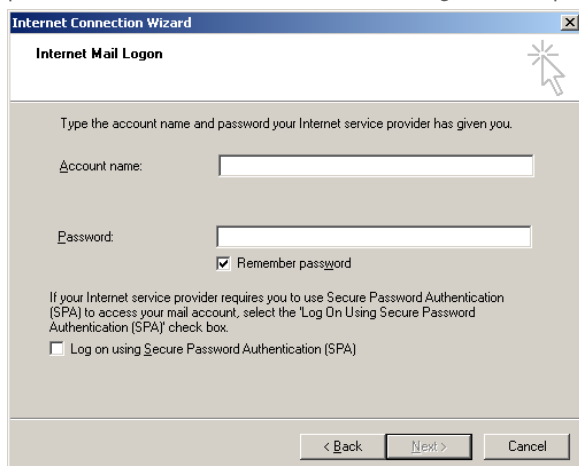 Internet Connection Wizard
Internet Mail Logon
Type the account name and password your Internet service provider has given you.
Account name:
Password:
Remember password
If your Internet service provider requires you to use Secure Password Authentication
(SPA) to access your mail account, select the 'Log On Using Secure Password
Authentication (SPA)' check box.
Log on using Secure Password Authentication (SPA)
< Back Next > Cancel